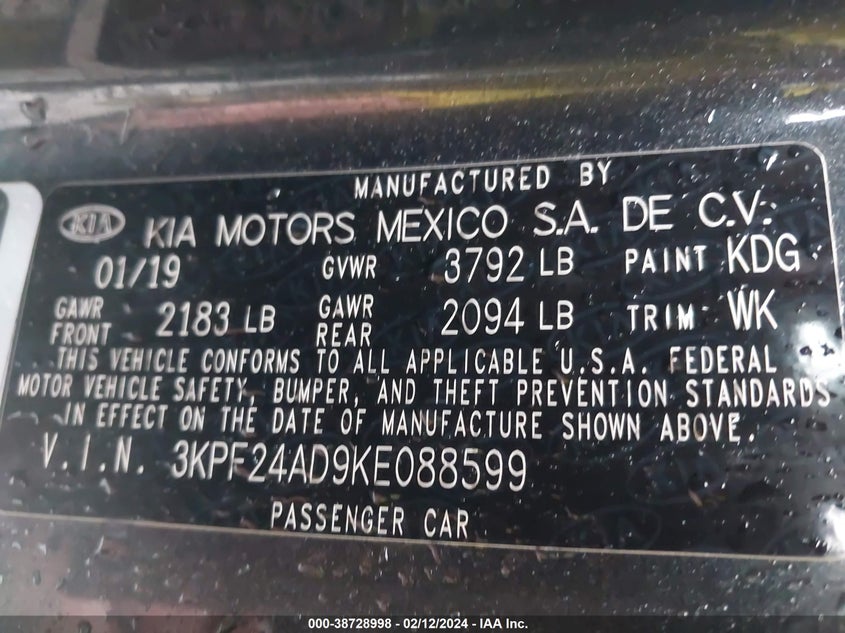 MANUFACTURED BY
KIA KIA MOTORS MEXICO S.A. DE C.V.
01/19 GVWR 3792 LB PAINT KDG
GAWR FRONT 2183 LB GAWR REAR 2094 LB TRIM WK
THIS VEHICLE CONFORMS TO ALL APPLICABLE U.S.A. FEDERAL
MOTOR VEHICLE SAFETY, BUMPER, AND THEFT PREVENTION STANDARDS
IN EFFECT ON THE DATE OF MANUFACTURE SHOWN ABOVE.
V.I.N. 3KPF24AD9KE088599
PASSENGER CAR
000-38728998 - 02/12/2024 - IAA Inc.